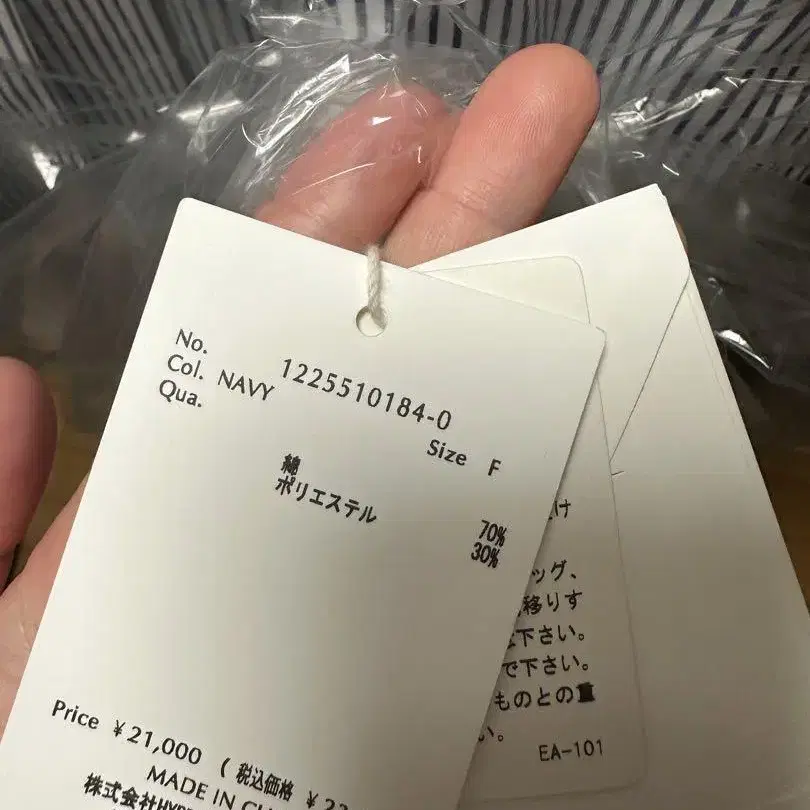 No. 1225510184-0
Col. NAVY
Size F
Qua.
綿 70%
ポリエステル 30%
Price ￥21,000 (税込価格 ￥
MADE IN
株式会社
け
ッグ、
移りす
下さい。
で下さい。
ものとの重
い。
EA-101